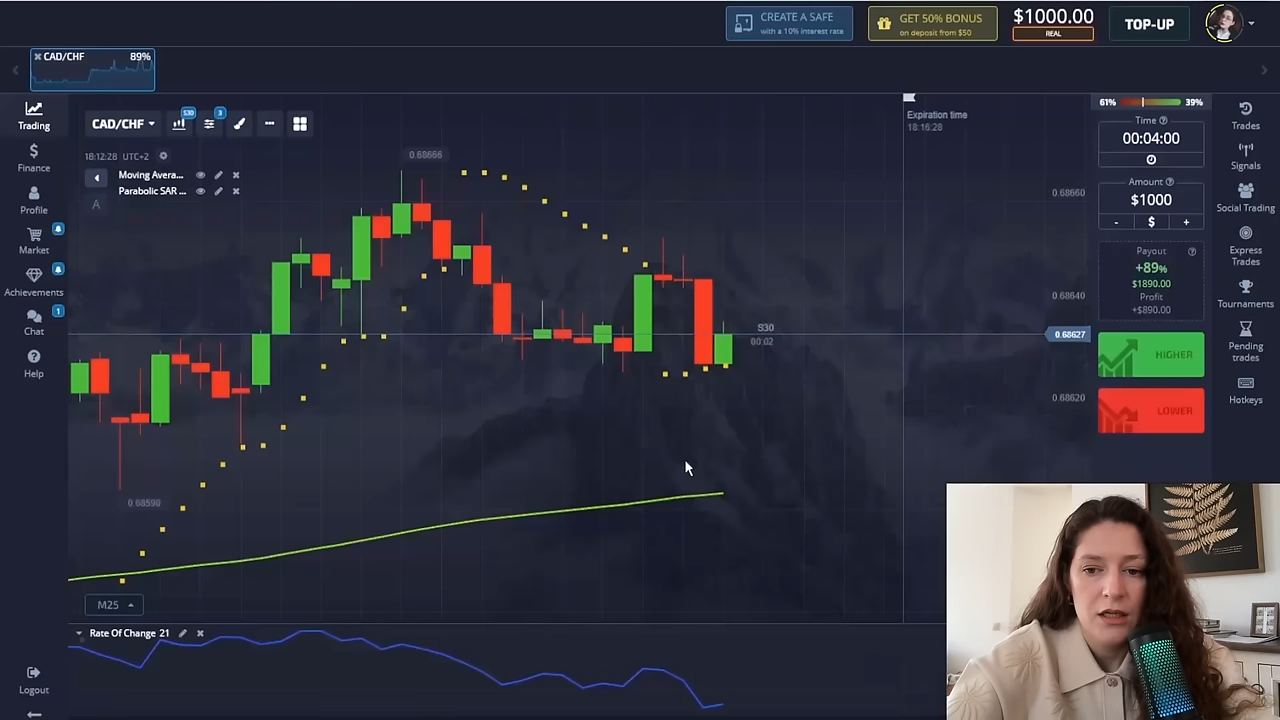 CREATE A SAFE
with a 10% interest rate
GET 50% BONUS
on deposit from $50
$1000.00
REAL
TOP-UP
CAD/CHF
89%
Trading
Finance
Profile
Market
Achievements
1
Chat
Help
Logout
CAD/CHF
S30
3
18:12:28 UTC+2
Moving Avera...
Parabolic SAR ...
A
0.68666
0.68590
S30
00:02
Expiration time
18:16:28
0.68660
0.68640
0.68627
0.68620
M25
Rate Of Change 21
61%
39%
Time
00:04:00
Amount
$1000
- $ +
Payout
+89%
$1890.00
Profit
+$890.00
HIGHER
LOWER
Trades
Signals
Social Trading
Express
Trades
Tournaments
Pending
trades
Hotkeys